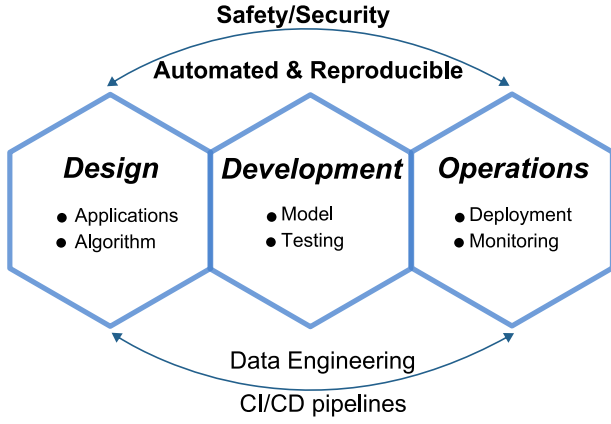 Safety/Security
Automated & Reproducible
Design
● Applications
● Algorithm
Development
● Model
● Testing
Operations
● Deployment
● Monitoring
Data Engineering
CI/CD pipelines